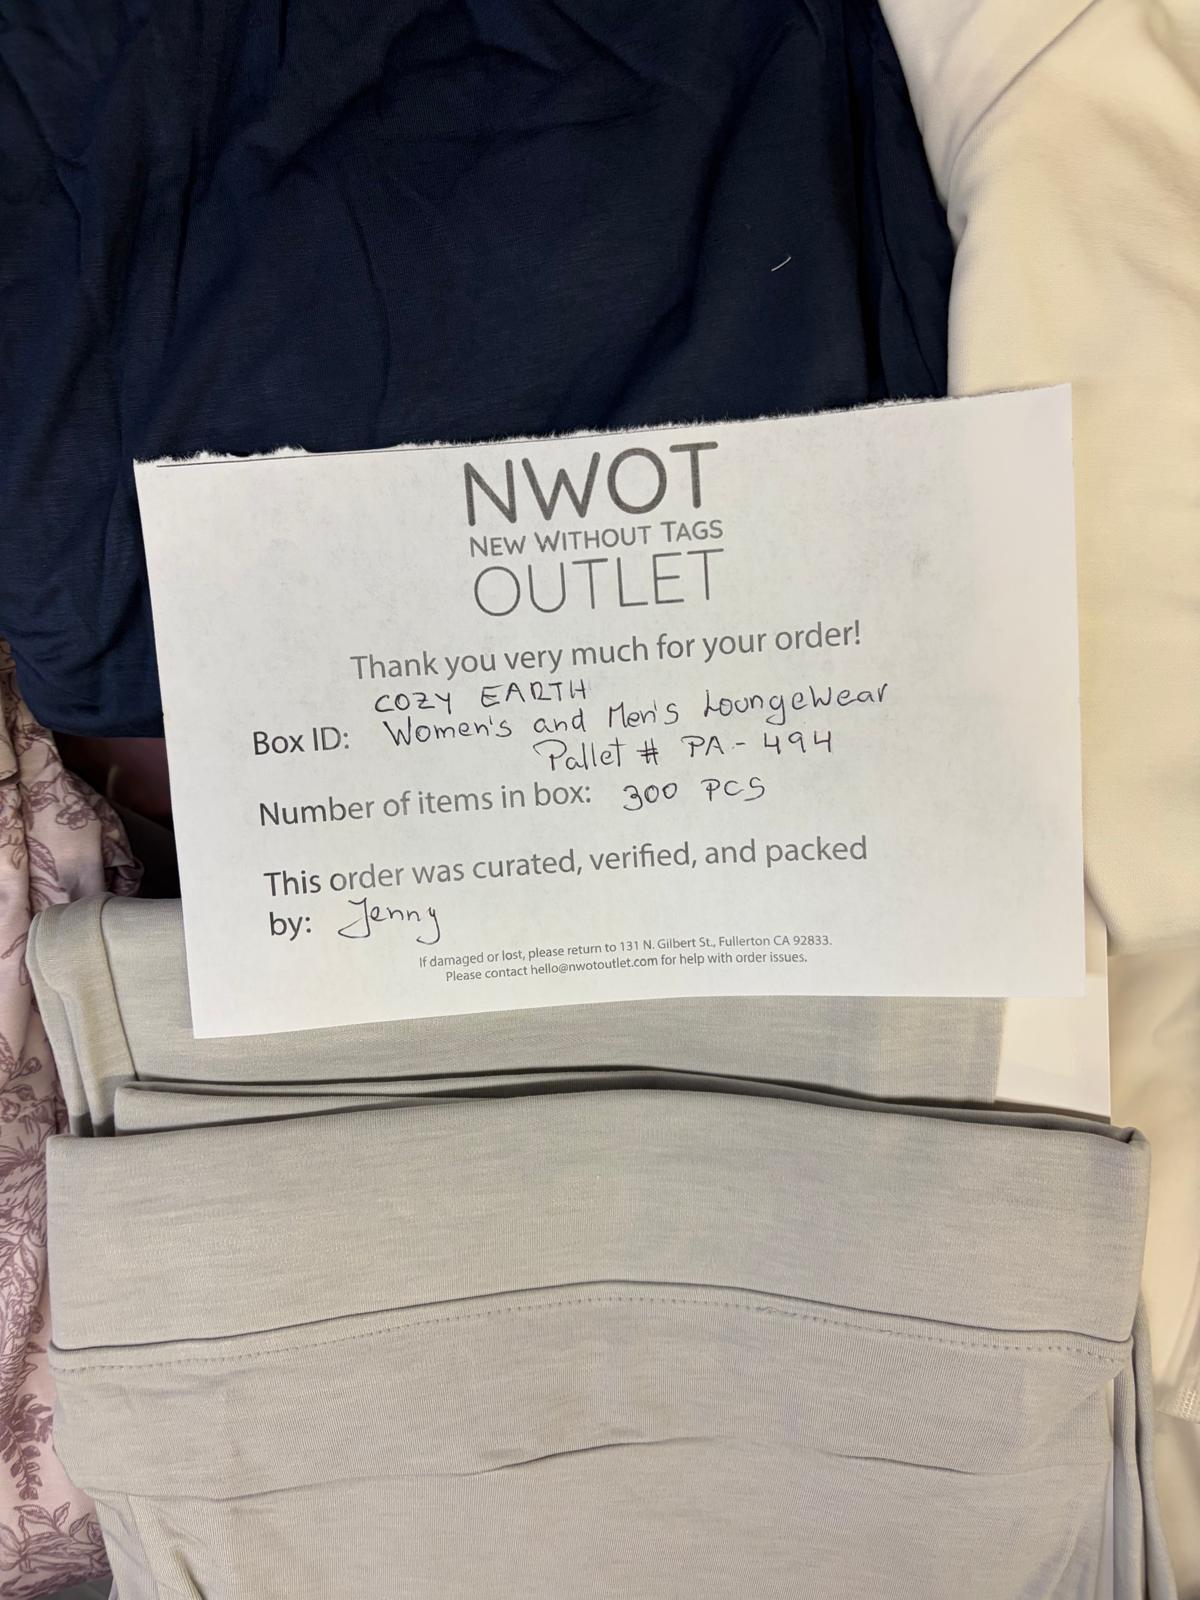 NWOT
NEW WITHOUT TAGS
OUTLET
Thank you very much for your order!
COZY EARTH
Box ID: Women's and Men's Loungewear
Pallet # PA-494
Number of items in box: 300 PCS
This order was curated, verified, and packed
by: Jenny
If damaged or lost, please return to 131 N. Gilbert St., Fullerton CA 92833.
Please contact hello@nwotoutlet.com for help with order issues.